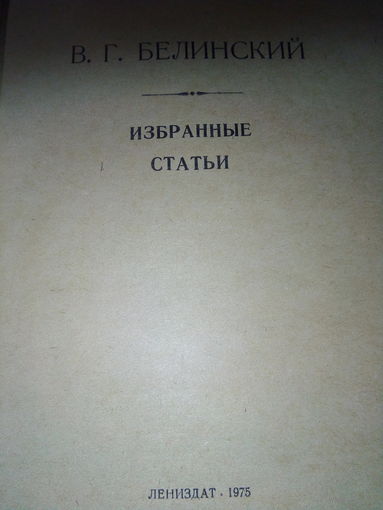 В. Г. БЕЛИНСКИЙ
ИЗБРАННЫЕ
СТАТЬИ
ЛЕНИЗДАТ · 1975